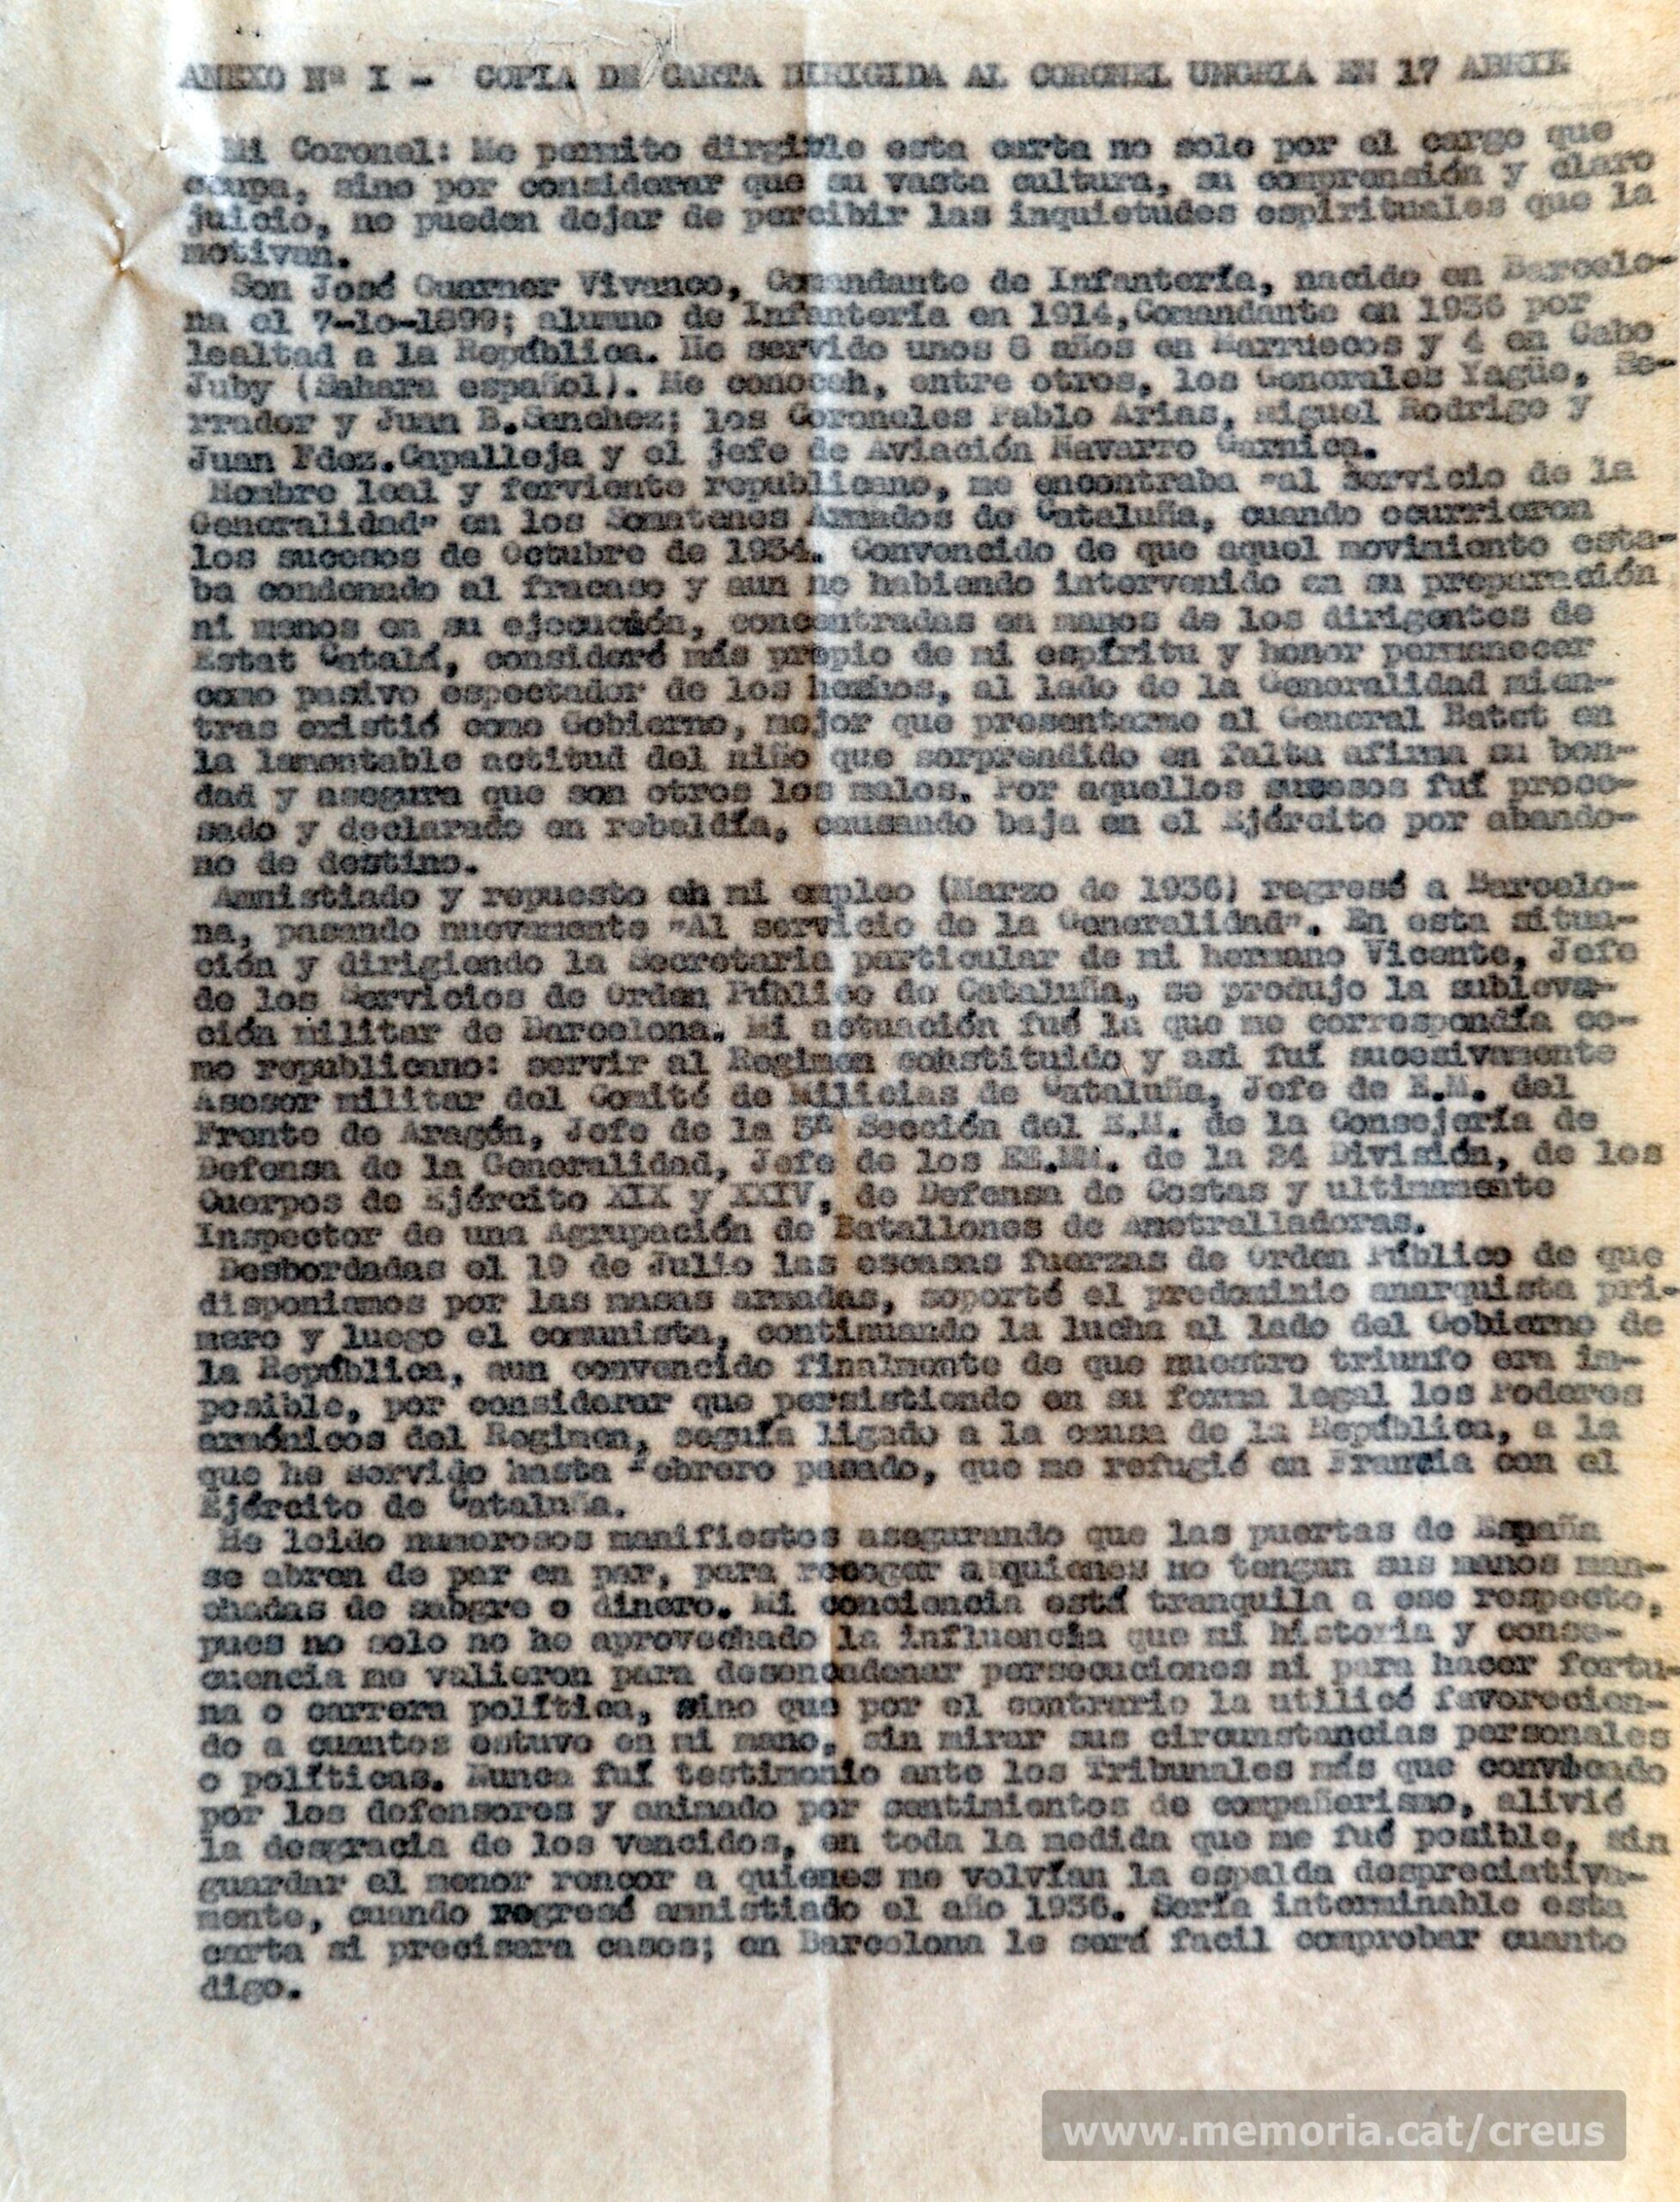 ANEXO Nº I - COPIA DE CARTA DIRIGIDA AL CORONEL UNGRIA EN 17 ABRIL
Mi Coronel: Me permito dirgirle esta carta no solo por el cargo que
ocupa, sino por considerar que su vasta cultura, su comprensión y claro
juicio, no pueden dejar de percibir las inquietudes espirituales que la
motivan.
Son José Guarner Vivanco, Comandante de Infantería, nacido en Barcelo-
na el 7-10-1899; alumno de Infantería en 1914,Comandante en 1936 por
lealtad a la República. He servido unos 8 años en Marruecos y 4 en Cabo
Juby (Sahara español). Me conoceh, entre otros, los Generales Yagüe, Se-
rrador y Juan B.Sanchez; los Coroneles Pablo Arias, Miguel Rodrigo y
Juan Fdez.Capalleja y el jefe de Aviación Navarro Garnica.
Hombre leal y ferviente republicano, me encontraba "al Servicio de la
Generalidad" en los Somatenes Armados de Cataluña, cuando ocurrieron
los sucesos de Octubre de 1934. Convencido de que aquel movimiento esta-
ba condenado al fracaso y aun no habiendo intervenido en su preparación
ni menos en su ejecución, concentradas en manos de los dirigentes de
Estat Catalá, consideré más propio de mi espíritu y honor permanecer
como pasivo espectador de los hechos, al lado de la Generalidad mien-
tras existió como Gobierno, mejor que presentarme al General Batet en
la lamentable actitud del niño que sorprendido en falta afirma su bon-
dad y asegura que son otros los malos. Por aquellos sucesos fuí proce-
sado y declarado en rebeldía, causando baja en el Ejército por abando-
no de destino.
Amnistiado y repuesto eh mi empleo (Marzo de 1936) regresé a Barcelo-
na, pasando nuevamente "Al servicio de la Generalidad". En esta situa-
ción y dirigiendo la Secretaria particular de mi hermano Vicente, Jefe
de los Servicios de Orden Público de Cataluña, se produjo la subleva-
ción militar de Barcelona. Mi actuación fué la que me correspondía co-
mo republicano: servir al Regimen cohstituido y asi fuí sucesivamente
Asesor militar del Comité de Milicias de Cataluña, Jefe de E.M. del
Frente de Aragón, Jefe de la 3ª Sección del E.M. de la Consejería de
Defensa de la Generalidad, Jefe de los EE.MM. de la 24 División, de los
Cuerpos de Ejército XIX y XXIV, de Defensa de Costas y ultimamente
Inspector de una Agrupación de Batallones de Ametralladoras.
Desbordadas el 19 de Julio las escasas fuerzas de Orden Público de que
disponiamos por las masas armadas, soporté el predominio anarquista pri-
mero y luego el comunista, continuando la lucha al lado del Gobierno de
la República, aun convencido finalmente de que nuestro triunfo era im-
posible, por considerar que persistiendo en su forma legal los Poderes
armónicos del Regimen, seguía ligado a la causa de la República, a la
que he servido hasta Febrero pasado, que me refugié en Francia con el
Ejército de Cataluña.
He leido numerosos manifiestos asegurando que las puertas de España
se abren de par en par, para recoger a quienes no tengan sus manos man-
chadas de sabgre o dinero. Mi conciencia está tranquila a ese respecto,
pues no solo no he aprovechado la influencia que mi historia y conse-
cuencia me valieron para desencadenar persecuciones ni para hacer fortu-
na o carrera política, sino que por el contrario la utilicé favorecien-
do a cuantos estuvo en mi mano, sin mirar sus circunstancias personales
o políticas. Nunca fuí testimonio ante los Tribunales más que convocado
por los defensores y animado por sentimientos de compañerismo, alivié
la desgracia de los vencidos, en toda la medida que me fué posible, sin
guardar el menor rencor a quienes me volvían la espalda despreciativa-
mente, cuando regresé amnistiado el año 1936. Sería interminable esta
carta si precisara casos; en Barcelona le será facil comprobar cuanto
digo.
www.memoria.cat/creus